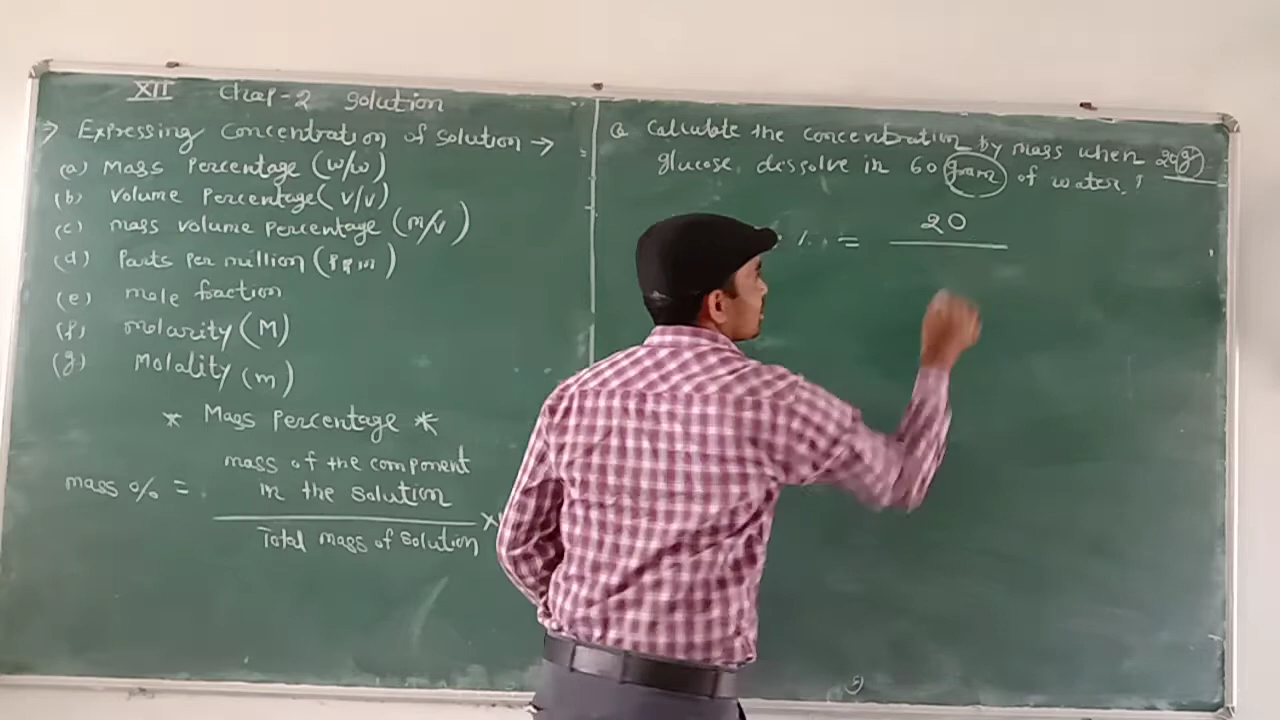 XII Chap-2 Solution
→ Expressing Concentration of Solution →
(a) Mass Percentage (w/w)
(b) Volume Percentage (V/V)
(c) mass volume percentage (m/v)
(d) Parts per million (PPm)
(e) mole fraction
(f) molarity (M)
(g) Molality (m)
* Mass Percentage *
mass % =
mass of the component
in the solution
Total mass of solution
×
Q Calculate the concentration by mass when 20g
glucose dessolve in 60 gram of water ?
% = 20